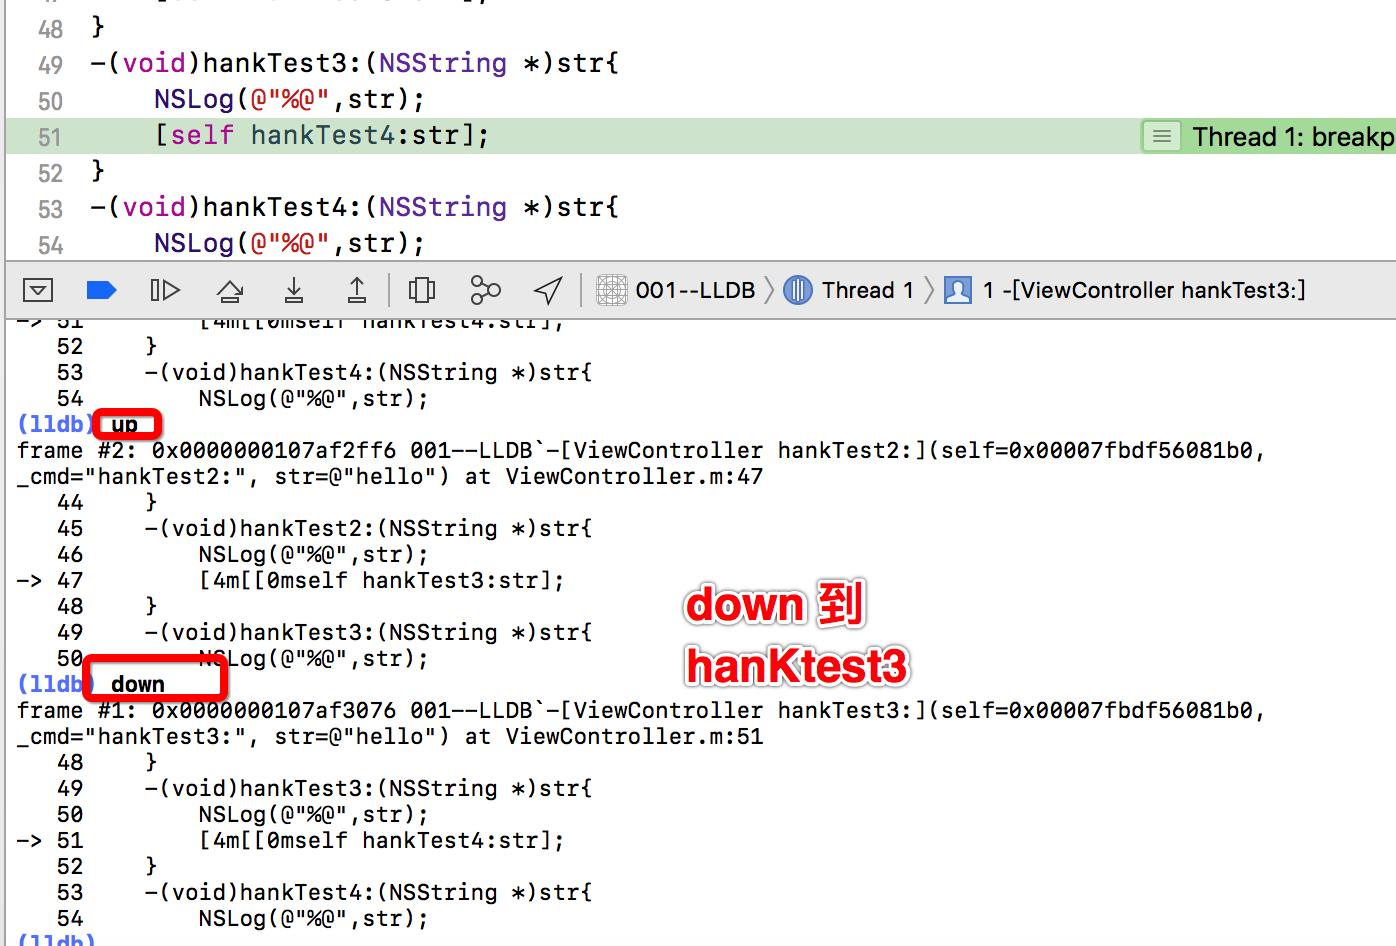 48 }
49 -(void)hankTest3:(NSString *)str{
50 NSLog(@"%@",str);
51 [self hankTest4:str];
Thread 1: breakp
52 }
53 -(void)hankTest4:(NSString *)str{
54 NSLog(@"%@",str);
001--LLDB Thread 1 1 -[ViewController hankTest3:]
-> 51 [4m[[0mself hankTest4:str];
52 }
53 -(void)hankTest4:(NSString *)str{
54 NSLog(@"%@",str);
(lldb) up
frame #2: 0x0000000107af2ff6 001--LLDB`-[ViewController hankTest2:](self=0x00007fbdf56081b0,
_cmd="hankTest2:", str=@"hello") at ViewController.m:47
44 }
45 -(void)hankTest2:(NSString *)str{
46 NSLog(@"%@",str);
-> 47 [4m[[0mself hankTest3:str];
48 }
49 -(void)hankTest3:(NSString *)str{
50 NSLog(@"%@",str);
down 到
hanKtest3
(lldb) down
frame #1: 0x0000000107af3076 001--LLDB`-[ViewController hankTest3:](self=0x00007fbdf56081b0,
_cmd="hankTest3:", str=@"hello") at ViewController.m:51
48 }
49 -(void)hankTest3:(NSString *)str{
50 NSLog(@"%@",str);
-> 51 [4m[[0mself hankTest4:str];
52 }
53 -(void)hankTest4:(NSString *)str{
54 NSLog(@"%@",str);
(lldb)